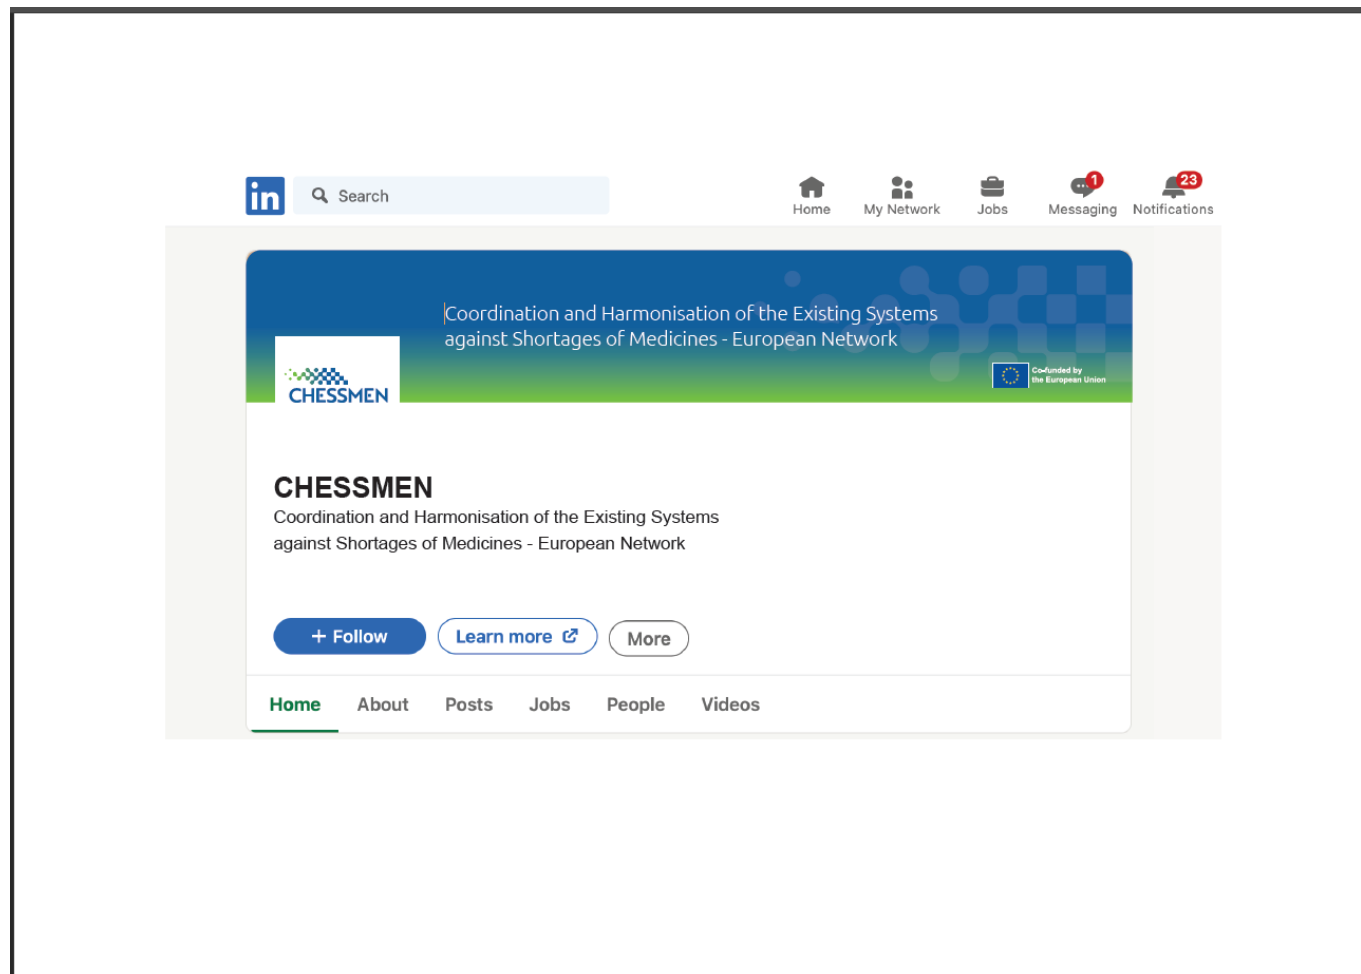 in
Search
Home
My Network
Jobs
1
Messaging
23
Notifications
Coordination and Harmonisation of the Existing Systems
against Shortages of Medicines - European Network
CHESSMEN
Co-funded by
the European Union
CHESSMEN
Coordination and Harmonisation of the Existing Systems
against Shortages of Medicines - European Network
+ Follow
Learn more
More
Home
About
Posts
Jobs
People
Videos